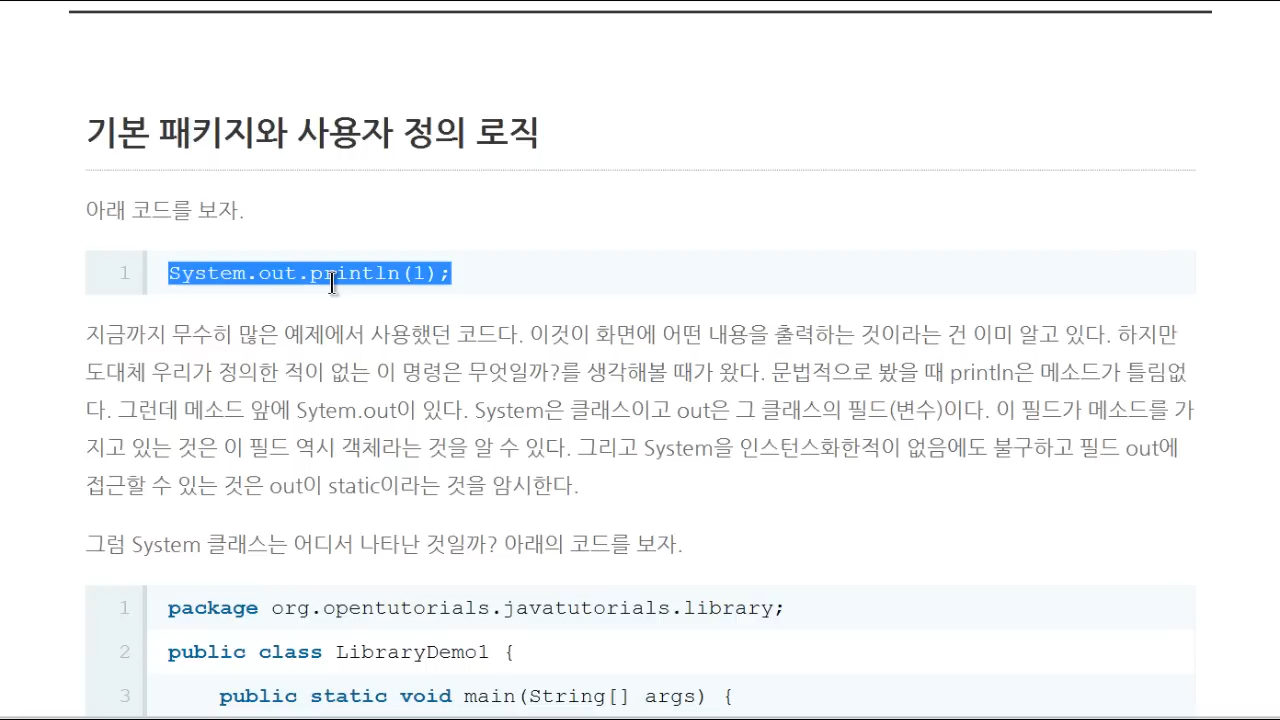 기본 패키지와 사용자 정의 로직
아래 코드를 보자.
1 System.out.println(1);
지금까지 무수히 많은 예제에서 사용했던 코드다. 이것이 화면에 어떤 내용을 출력하는 것이라는 건 이미 알고 있다. 하지만
도대체 우리가 정의한 적이 없는 이 명령은 무엇일까?를 생각해볼 때가 왔다. 문법적으로 봤을 때 println은 메소드가 틀림없
다. 그런데 메소드 앞에 Sytem.out이 있다. System은 클래스이고 out은 그 클래스의 필드(변수)이다. 이 필드가 메소드를 가
지고 있는 것은 이 필드 역시 객체라는 것을 알 수 있다. 그리고 System을 인스턴스화한적이 없음에도 불구하고 필드 out에
접근할 수 있는 것은 out이 static이라는 것을 암시한다.
그럼 System 클래스는 어디서 나타난 것일까? 아래의 코드를 보자.
1 package org.opentutorials.javatutorials.library;
2 public class LibraryDemo1 {
3 public static void main(String[] args) {